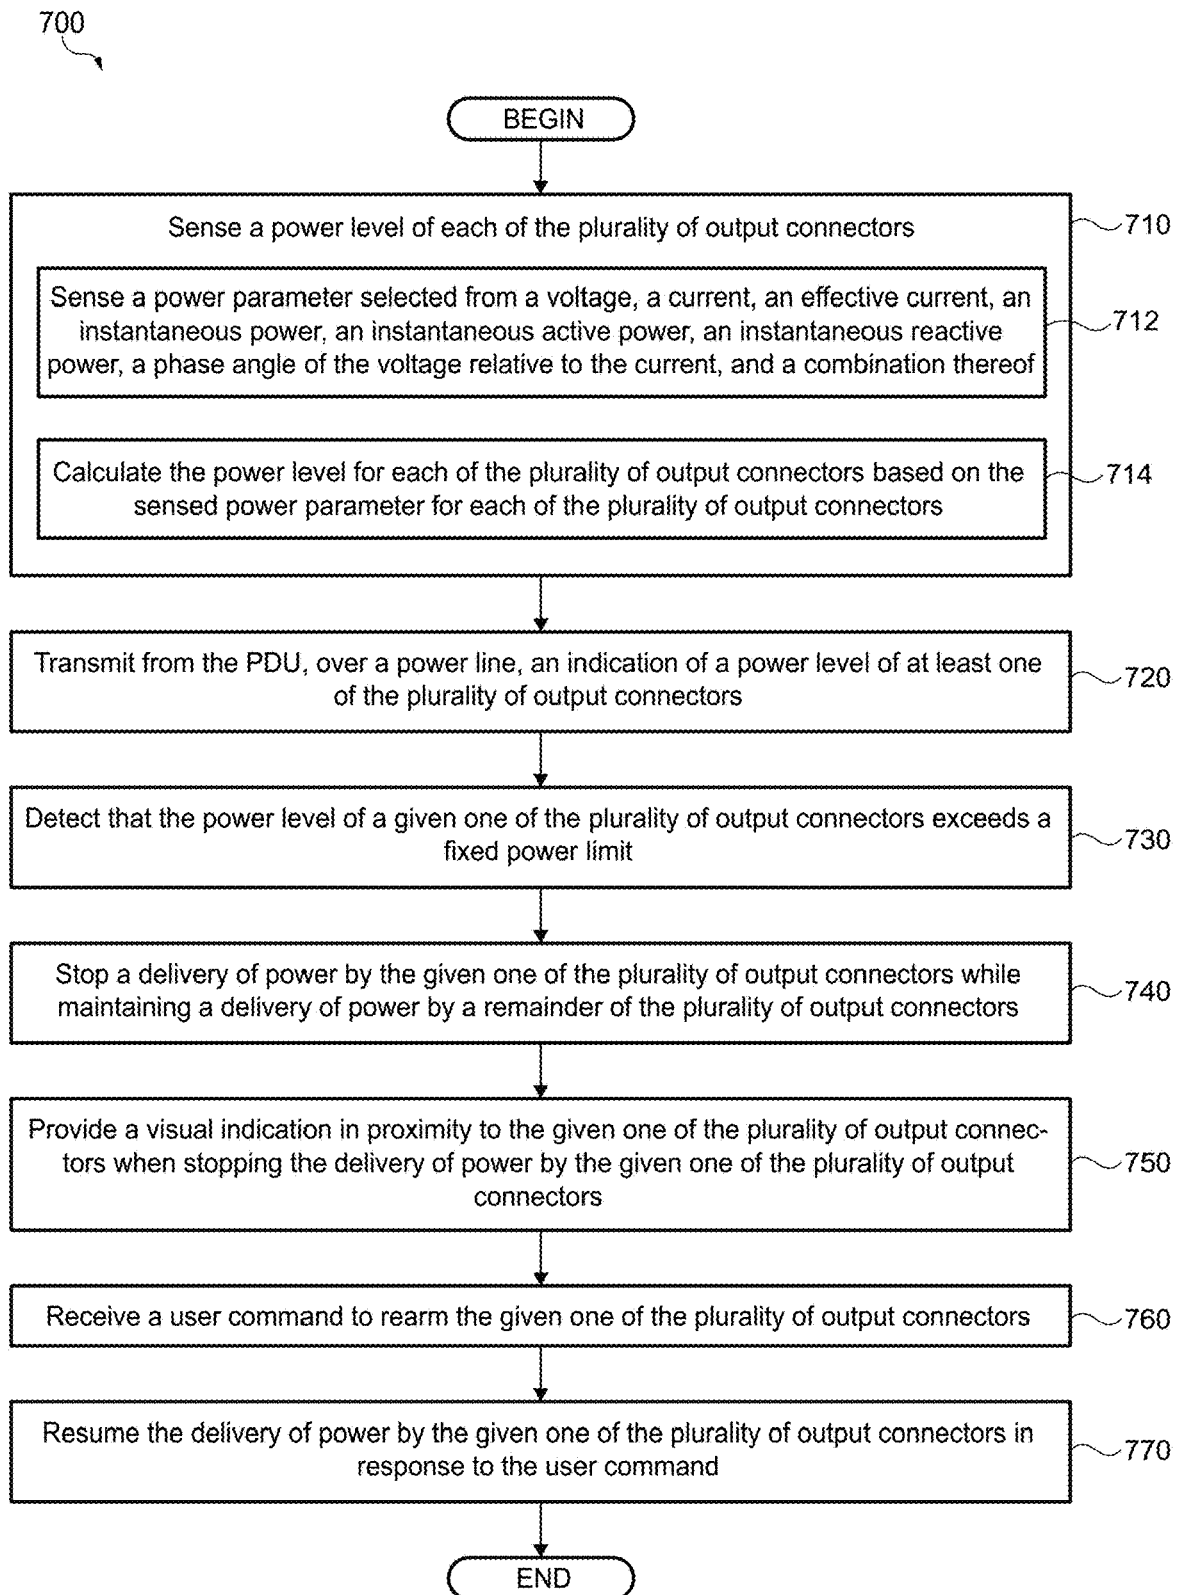 700
BEGIN
Sense a power level of each of the plurality of output connectors
710
Sense a power parameter selected from a voltage, a current, an effective current, an
instantaneous power, an instantaneous active power, an instantaneous reactive
power, a phase angle of the voltage relative to the current, and a combination thereof
712
Calculate the power level for each of the plurality of output connectors based on the
sensed power parameter for each of the plurality of output connectors
714
Transmit from the PDU, over a power line, an indication of a power level of at least one
of the plurality of output connectors
720
Detect that the power level of a given one of the plurality of output connectors exceeds a
fixed power limit
730
Stop a delivery of power by the given one of the plurality of output connectors while
maintaining a delivery of power by a remainder of the plurality of output connectors
740
Provide a visual indication in proximity to the given one of the plurality of output connec-
tors when stopping the delivery of power by the given one of the plurality of output
connectors
750
Receive a user command to rearm the given one of the plurality of output connectors
760
Resume the delivery of power by the given one of the plurality of output connectors in
response to the user command
770
END